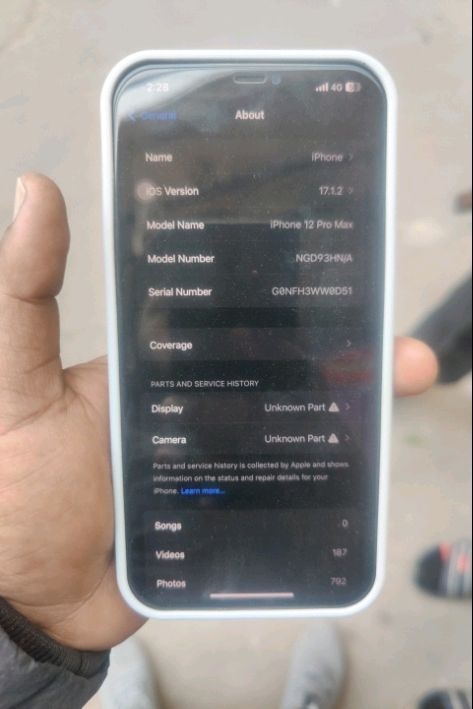 2:28 4G
General About
Name iPhone
iOS Version 17.1.2
Model Name iPhone 12 Pro Max
Model Number NGD93HN/A
Serial Number G0NFH3WW0D51
Coverage
PARTS AND SERVICE HISTORY
Display Unknown Part
Camera Unknown Part
Parts and service history is collected by Apple and shows
information on the status and repair details for your
iPhone. Learn more...
Songs 0
Videos 187
Photos 792